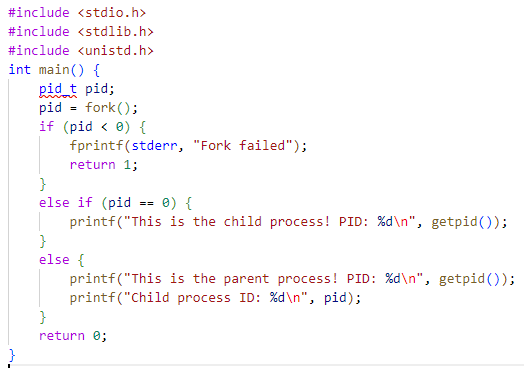 #include <stdio.h>
#include <stdlib.h>
#include <unistd.h>
int main() {
    pid_t pid;
    pid = fork();
    if (pid < 0) {
        fprintf(stderr, "Fork failed");
        return 1;
    }
    else if (pid == 0) {
        printf("This is the child process! PID: %d\n", getpid());
    }
    else {
        printf("This is the parent process! PID: %d\n", getpid());
        printf("Child process ID: %d\n", pid);
    }
    return 0;
}